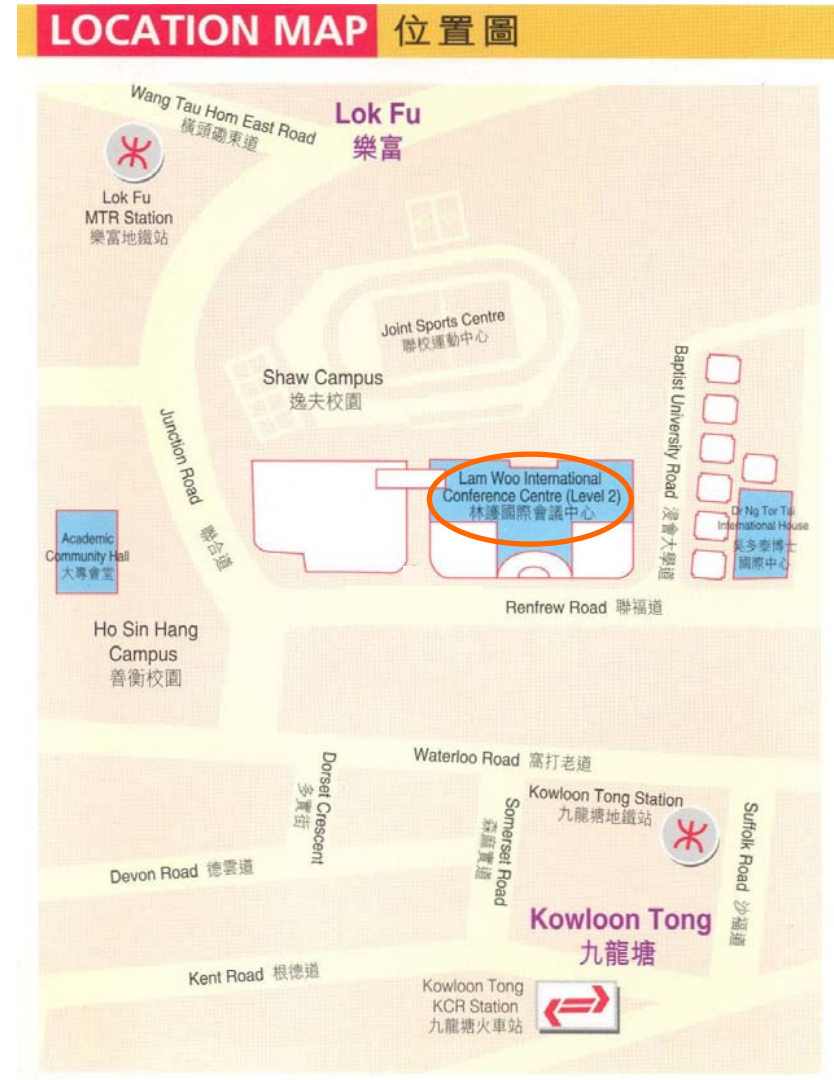 LOCATION MAP 位置圖
Wang Tau Hom East Road
橫頭磡東道
Lok Fu
樂富
Lok Fu
MTR Station
樂富地鐵站
Joint Sports Centre
聯校運動中心
Shaw Campus
逸夫校園
Junction Road 聯合道
Baptist University Road 浸會大學道
Lam Woo International
Conference Centre (Level 2)
林護國際會議中心
Dr Ng Tor Tai
International House
吳多泰博士
國際中心
Academic
Community Hall
大專會堂
Renfrew Road 聯福道
Ho Sin Hang
Campus
善衡校園
Waterloo Road 窩打老道
Dorset Crescent
多實街
Kowloon Tong Station
九龍塘地鐵站
Somerset Road
森麻實道
Suffolk Road 沙福道
Devon Road 德雲道
Kowloon Tong
九龍塘
Kent Road 根德道
Kowloon Tong
KCR Station
九龍塘火車站